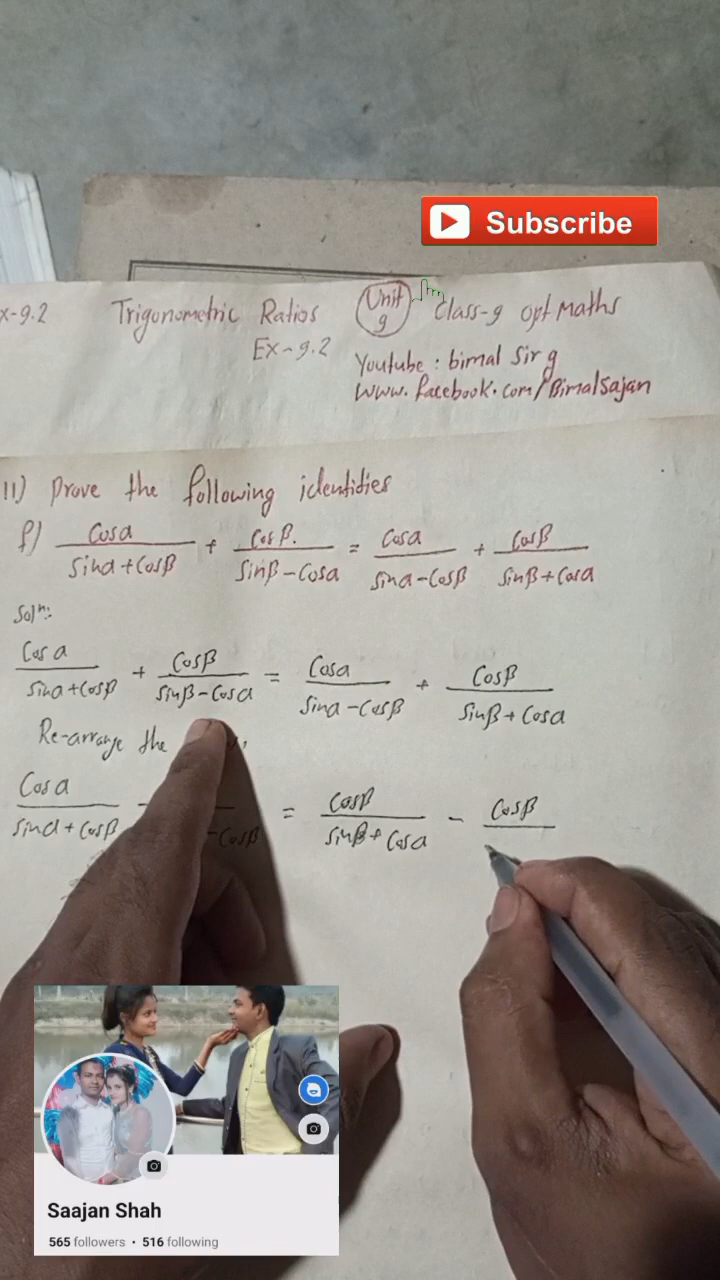 Subscribe
x-9.2 Trigonometric Ratios Unit 9 Class-9 opt Maths
Ex-9.2
Youtube : bimal Sir 9
www.facebook.com/Bimalsajan
11) Prove the following identities
f) Cosα/(sinα+Cosβ) + Cosβ/(Sinβ-Cosα) = Cosα/(sinα-Cosβ) + Cosβ/(Sinβ+Cosα)
Solⁿ:
Cosα/(sinα+Cosβ) + Cosβ/(Sinβ-Cosα) = Cosα/(Sinα-Cosβ) + Cosβ/(Sinβ+Cosα)
Re-arrange the
Cosα/(sinα+Cosβ) - -Cosβ = Cosβ/(sinβ+Cosα) - Cosβ
Saajan Shah
565 followers • 516 following